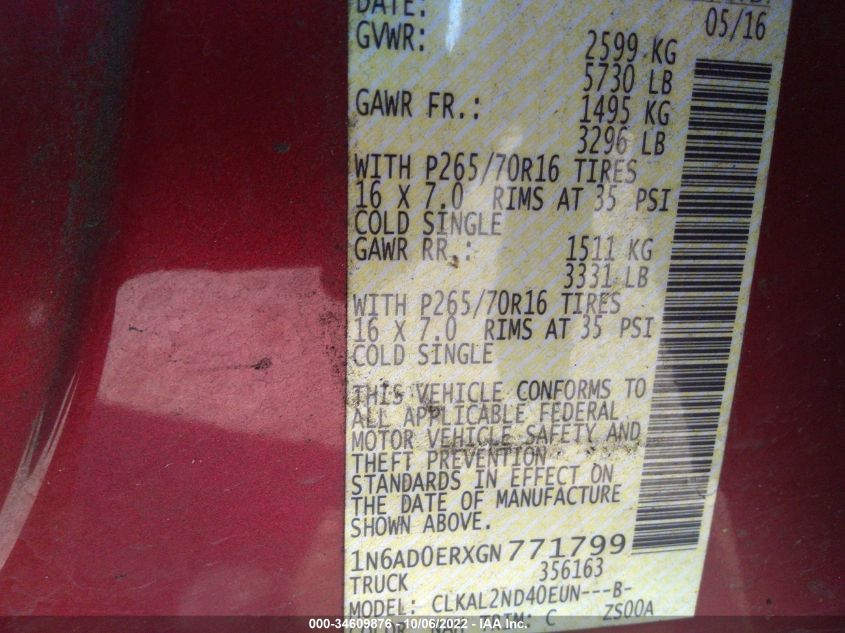 DATE:
05/16
GVWR: 2599 KG
5730 LB
GAWR FR.: 1495 KG
3296 LB
WITH P265/70R16 TIRES
16 X 7.0 RIMS AT 35 PSI
COLD SINGLE
GAWR RR.: 1511 KG
3331 LB
WITH P265/70R16 TIRES
16 X 7.0 RIMS AT 35 PSI
COLD SINGLE
THIS VEHICLE CONFORMS TO
ALL APPLICABLE FEDERAL
MOTOR VEHICLE SAFETY AND
THEFT PREVENTION
STANDARDS IN EFFECT ON
THE DATE OF MANUFACTURE
SHOWN ABOVE.
1N6AD0ERXGN771799
TRUCK 356163
MODEL: CLKAL2ND40EUN---B-
COLOR: TRIM: C ZS00A
000-34609876 - 10/06/2022 - IAA Inc.